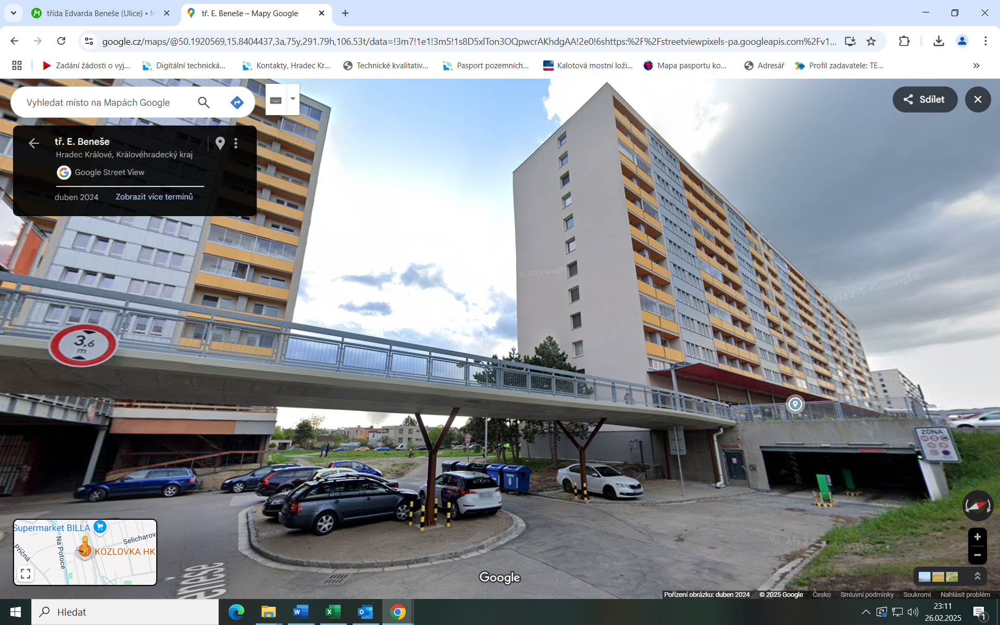 třída Edvarda Beneše (Ulice) • M
tř. E. Beneše – Mapy Google
google.cz/maps/@50.1920569,15.8404437,3a,75y,291.79h,106.53t/data=!3m7!1e1!3m5!1s8D5xlTon3OQpwcrAKhdgAA!2e0!6shttps:%2F%2Fstreetviewpixels-pa.googleapis.com%2Fv1...
Zadání žádosti o vyj...
Digitální technická...
Kontakty, Hradec Kr...
Technické kvalitativ...
Pasport pozemních...
Kalotová mostní loži...
Mapa pasportu ko...
Adresář
Profil zadavatele: TE...
Vyhledat místo na Mapách Google
Sdílet
tř. E. Beneše
Hradec Králové, Královéhradecký kraj
Google Street View
duben 2024
Zobrazit více termínů
© 2024 Google
3,6
m
ZÓNA
Supermarket BILLA
Selicharov
Na Potoce
Příčná
KOZLOVKA HK
Google
Pořízení obrázku: duben 2024
© 2025 Google
Česko
Smluvní podmínky
Soukromí
Nahlásit problém
Hledat
23:11
26.02.2025
1